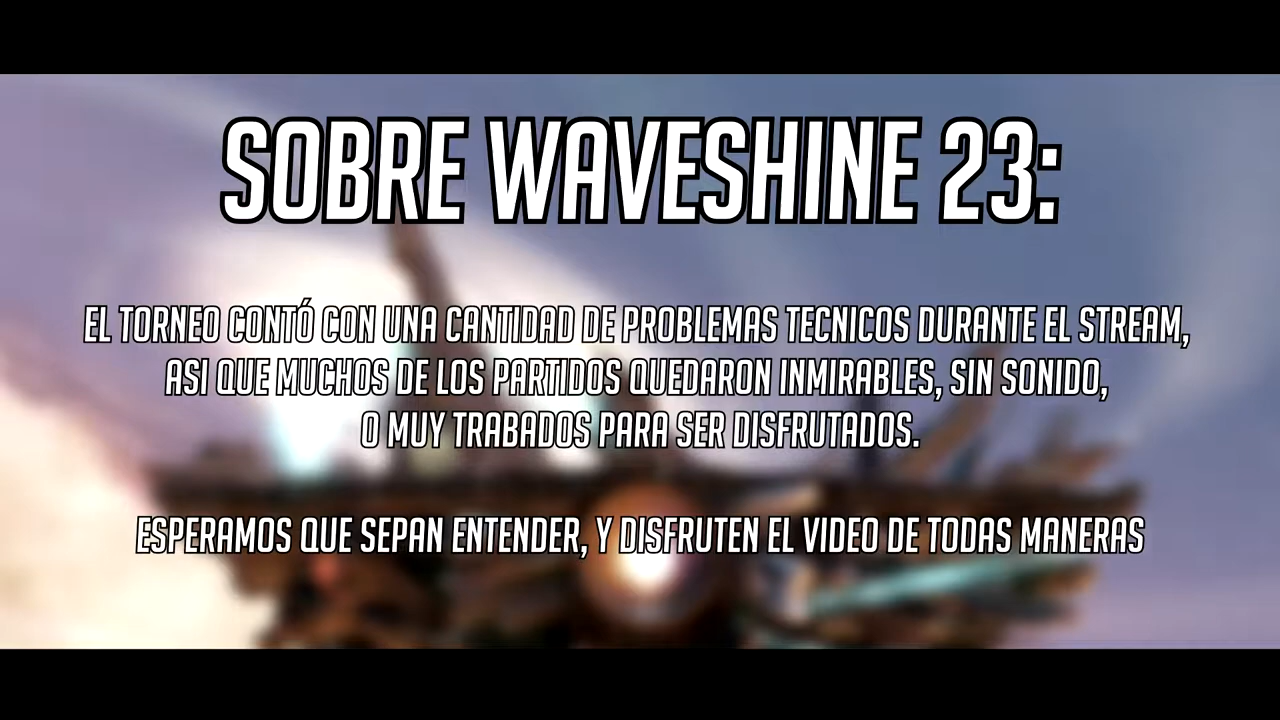 SOBRE WAVESHINE 23:
EL TORNEO CONTÓ CON UNA CANTIDAD DE PROBLEMAS TECNICOS DURANTE EL STREAM,
ASI QUE MUCHOS DE LOS PARTIDOS QUEDARON INMIRABLES, SIN SONIDO,
O MUY TRABADOS PARA SER DISFRUTADOS.
ESPERAMOS QUE SEPAN ENTENDER, Y DISFRUTEN EL VIDEO DE TODAS MANERAS